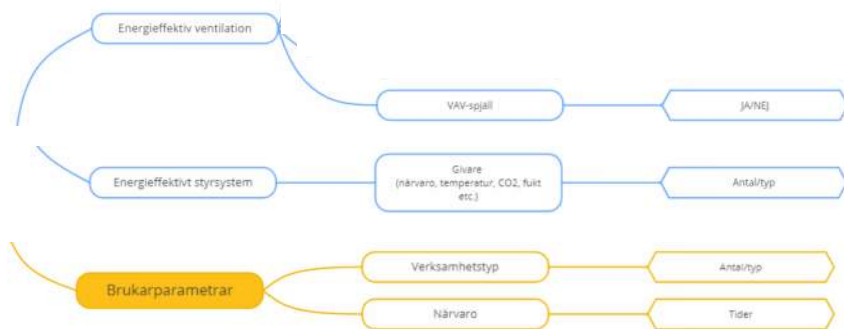 Energieffektiv ventilation
VAV-spjäll
JA/NEJ
Energieffektivt styrsystem
Givare
(närvaro, temperatur, CO2, fukt
etc.)
Antal/typ
Brukarparametrar
Verksamhetstyp
Antal/typ
Närvaro
Tider